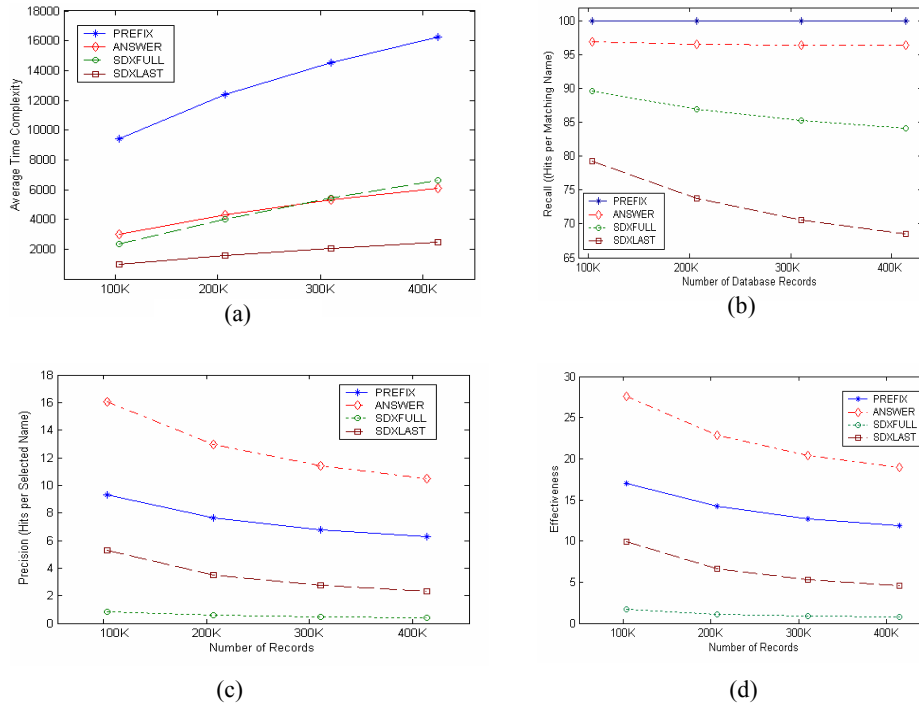 18000
16000
14000
12000
10000
8000
6000
4000
2000
Average Time Complexity
PREFIX
ANSWER
SDXFULL
SDXLAST
100K 200K 300K 400K
(a)
100
95
90
85
80
75
70
65
Recall ((Hits per Matching Name)
PREFIX
ANSWER
SDXFULL
SDXLAST
100K 200K 300K 400K
Number of Database Records
(b)
18
16
14
12
10
8
6
4
2
0
Precision (Hits per Selected Name)
PREFIX
ANSWER
SDXFULL
SDXLAST
100K 200K 300K 400K
Number of Records
(c)
30
25
20
15
10
5
0
Effectiveness
PREFIX
ANSWER
SDXFULL
SDXLAST
100K 200K 300K 400K
Number of Records
(d)